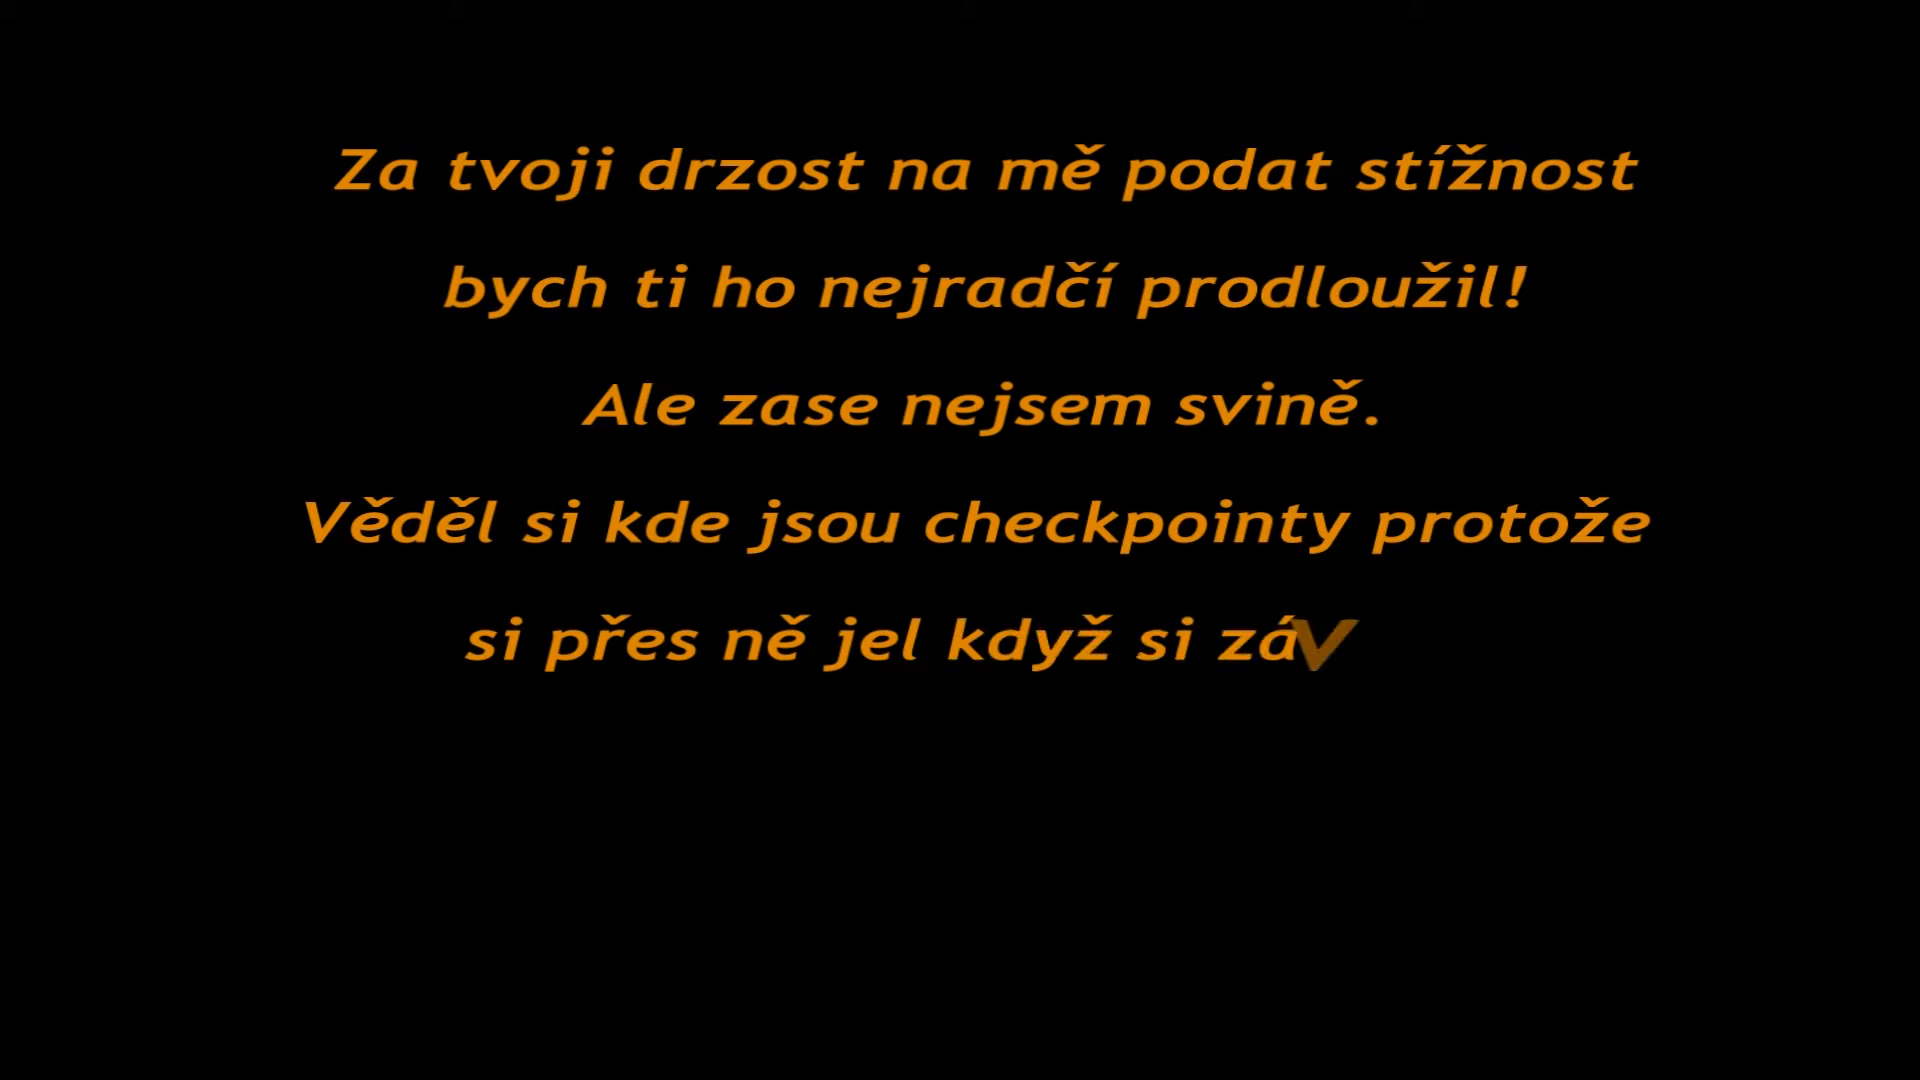 Za tvoji drzost na mě podat stížnost
bych ti ho nejradčí prodloužil!
Ale zase nejsem svině.
Věděl si kde jsou checkpointy protože
si přes ně jel když si záv